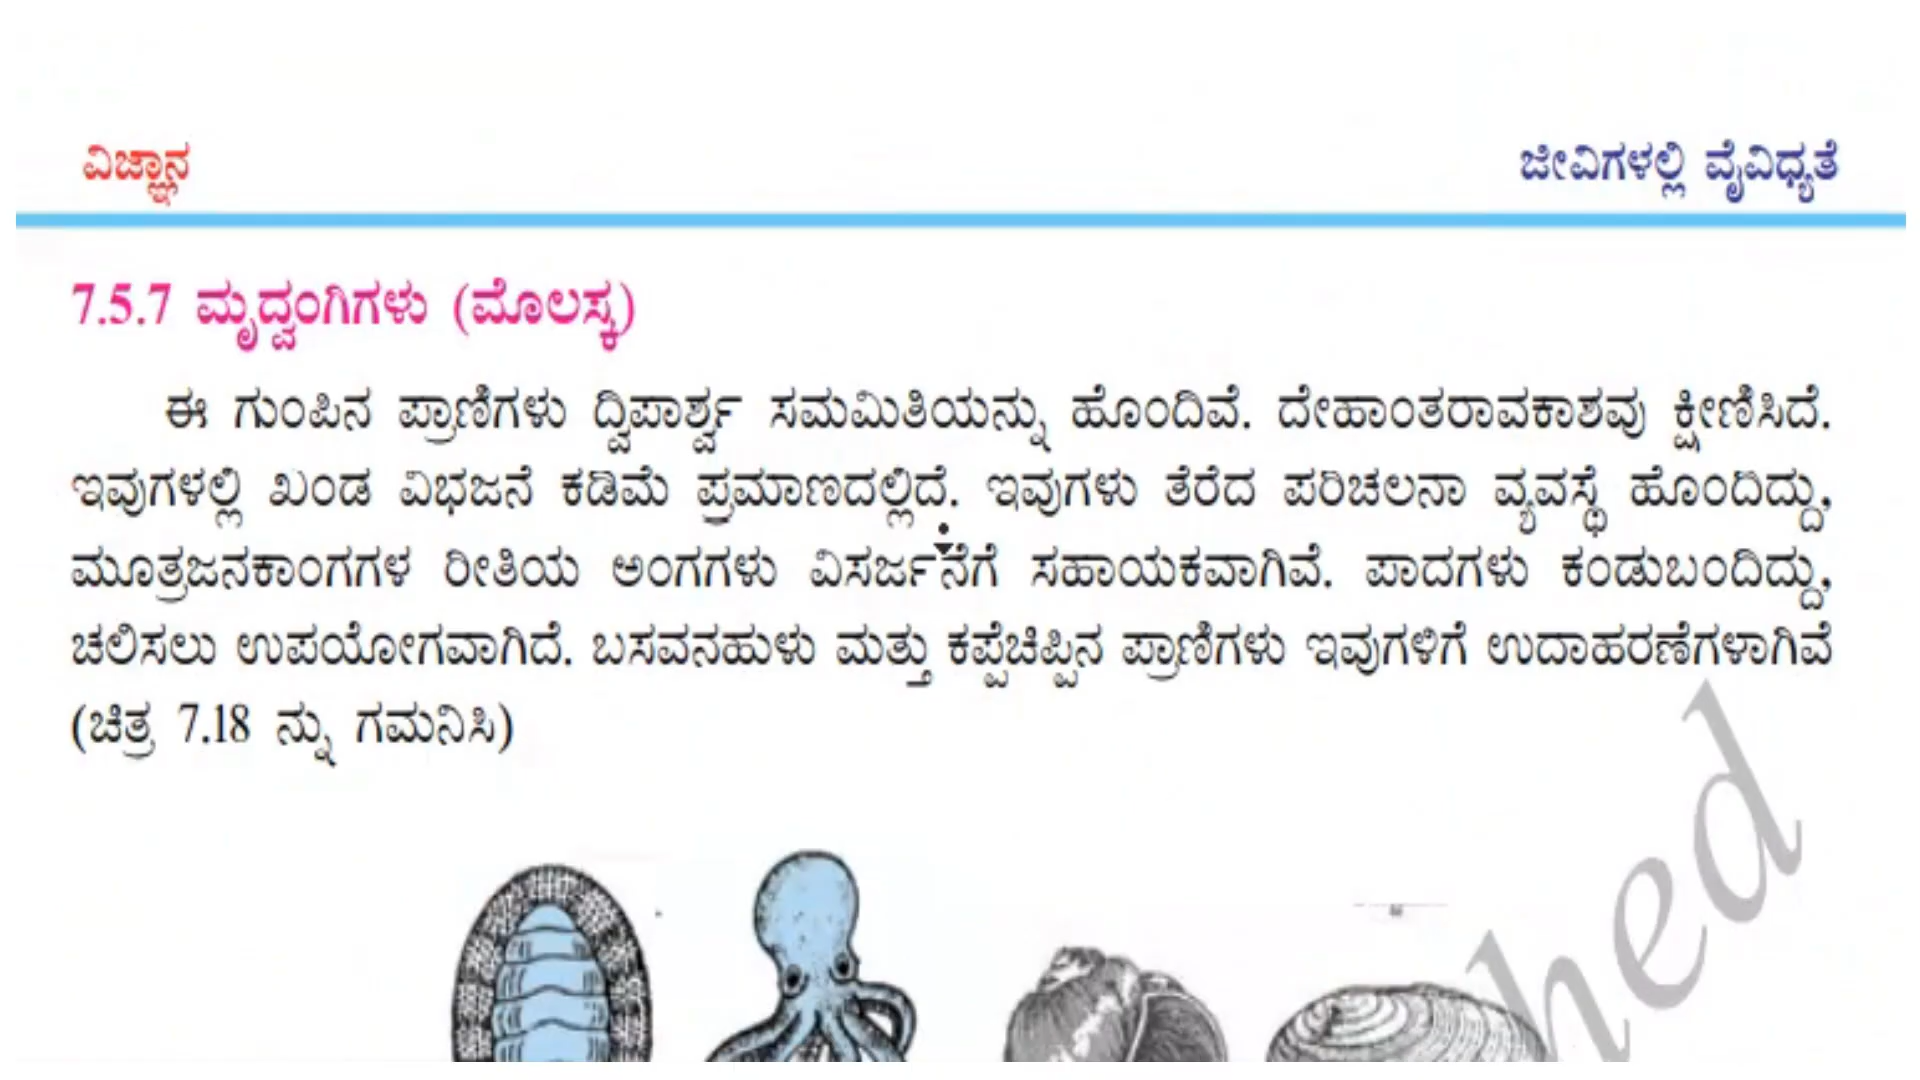 ವಿಜ್ಞಾನ
ಜೀವಿಗಳಲ್ಲಿ ವೈವಿಧ್ಯತೆ
7.5.7 ಮೃದ್ವಂಗಿಗಳು (ಮೊಲಸ್ಕ)
ಈ ಗುಂಪಿನ ಪ್ರಾಣಿಗಳು ದ್ವಿಪಾರ್ಶ್ವ ಸಮಮಿತಿಯನ್ನು ಹೊಂದಿವೆ. ದೇಹಾಂತರಾವಕಾಶವು ಕ್ಷೀಣಿಸಿದೆ.
ಇವುಗಳಲ್ಲಿ ಖಂಡ ವಿಭಜನೆ ಕಡಿಮೆ ಪ್ರಮಾಣದಲ್ಲಿದೆ. ಇವುಗಳು ತೆರೆದ ಪರಿಚಲನಾ ವ್ಯವಸ್ಥೆ ಹೊಂದಿದ್ದು,
ಮೂತ್ರಜನಕಾಂಗಗಳ ರೀತಿಯ ಅಂಗಗಳು ವಿಸರ್ಜನೆಗೆ ಸಹಾಯಕವಾಗಿವೆ. ಪಾದಗಳು ಕಂಡುಬಂದಿದ್ದು,
ಚಲಿಸಲು ಉಪಯೋಗವಾಗಿದೆ. ಬಸವನಹುಳು ಮತ್ತು ಕಪ್ಪೆಚಿಪ್ಪಿನ ಪ್ರಾಣಿಗಳು ಇವುಗಳಿಗೆ ಉದಾಹರಣೆಗಳಾಗಿವೆ
(ಚಿತ್ರ 7.18 ನ್ನು ಗಮನಿಸಿ)
hed